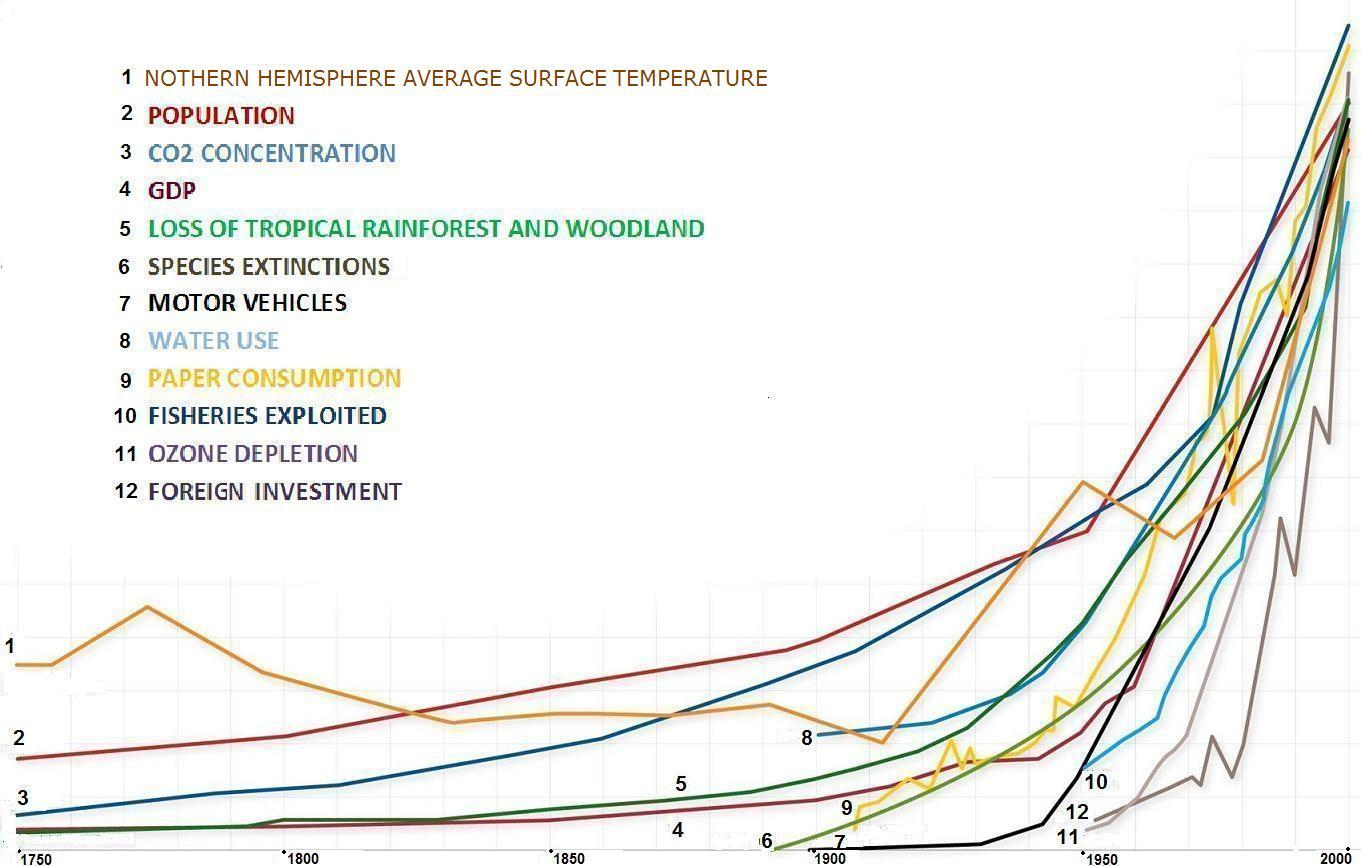 1 NOTHERN HEMISPHERE AVERAGE SURFACE TEMPERATURE
2 POPULATION
3 CO2 CONCENTRATION
4 GDP
5 LOSS OF TROPICAL RAINFOREST AND WOODLAND
6 SPECIES EXTINCTIONS
7 MOTOR VEHICLES
8 WATER USE
9 PAPER CONSUMPTION
10 FISHERIES EXPLOITED
11 OZONE DEPLETION
12 FOREIGN INVESTMENT
1
2
3
8
5
4
9
6
7
10
12
11
1750 1800 1850 1900 1950 2000